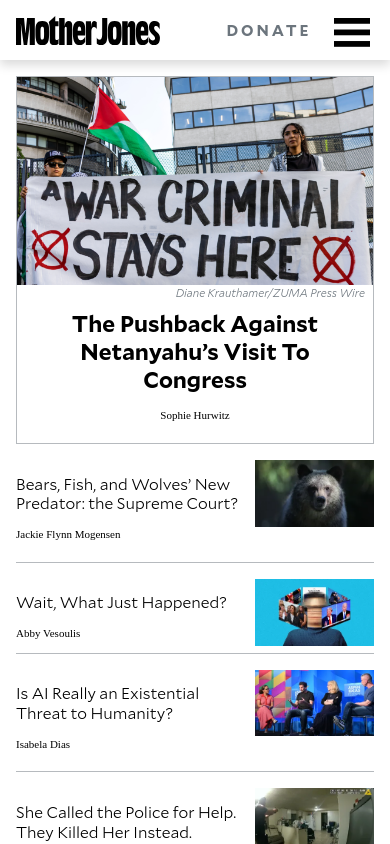 Mother Jones
DONATE
A WAR CRIMINAL
STAYS HERE
Diane Krauthamer/ZUMA Press Wire
The Pushback Against
Netanyahu’s Visit To
Congress
Sophie Hurwitz
Bears, Fish, and Wolves’ New
Predator: the Supreme Court?
Jackie Flynn Mogensen
Wait, What Just Happened?
Abby Vesoulis
Is AI Really an Existential
Threat to Humanity?
Isabela Dias
She Called the Police for Help.
They Killed Her Instead.